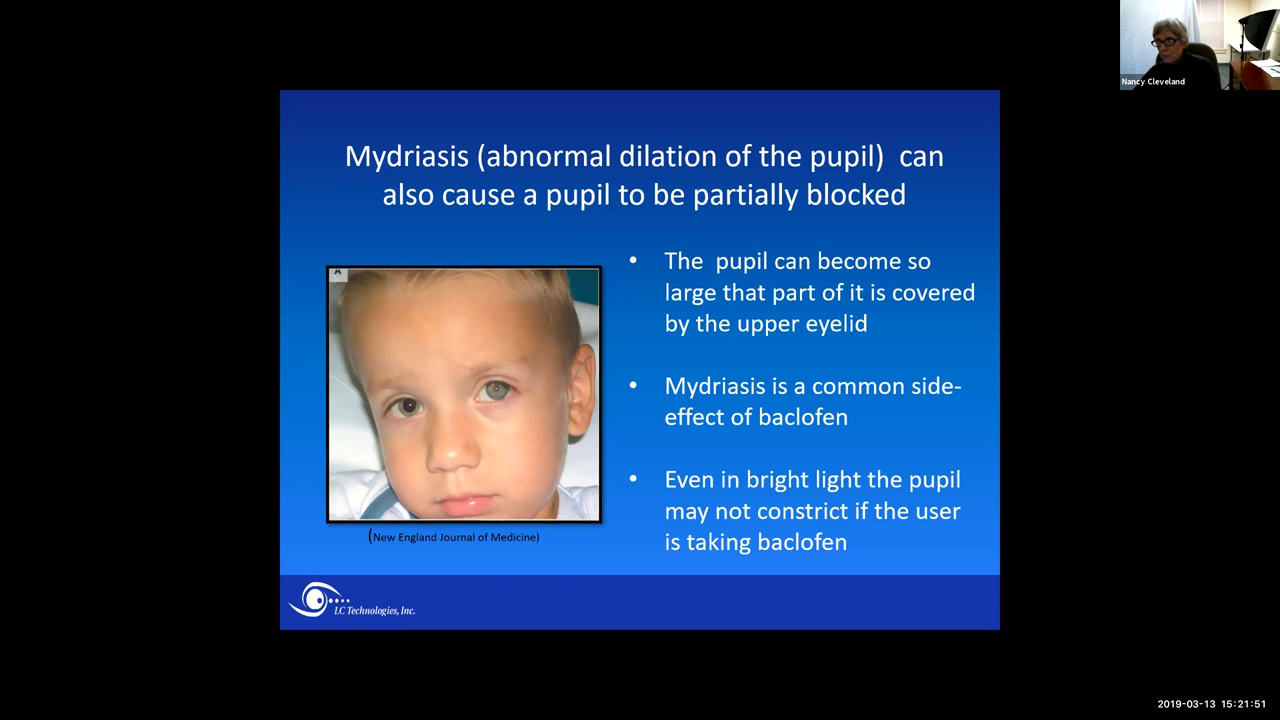 Nancy Cleveland
Mydriasis (abnormal dilation of the pupil)  can
also cause a pupil to be partially blocked
A
• The  pupil can become so
large that part of it is covered
by the upper eyelid
• Mydriasis is a common side-
effect of baclofen
• Even in bright light the pupil
may not constrict if the user
is taking baclofen
(New England Journal of Medicine)
LC Technologies, Inc.
2019-03-13 15:21:51